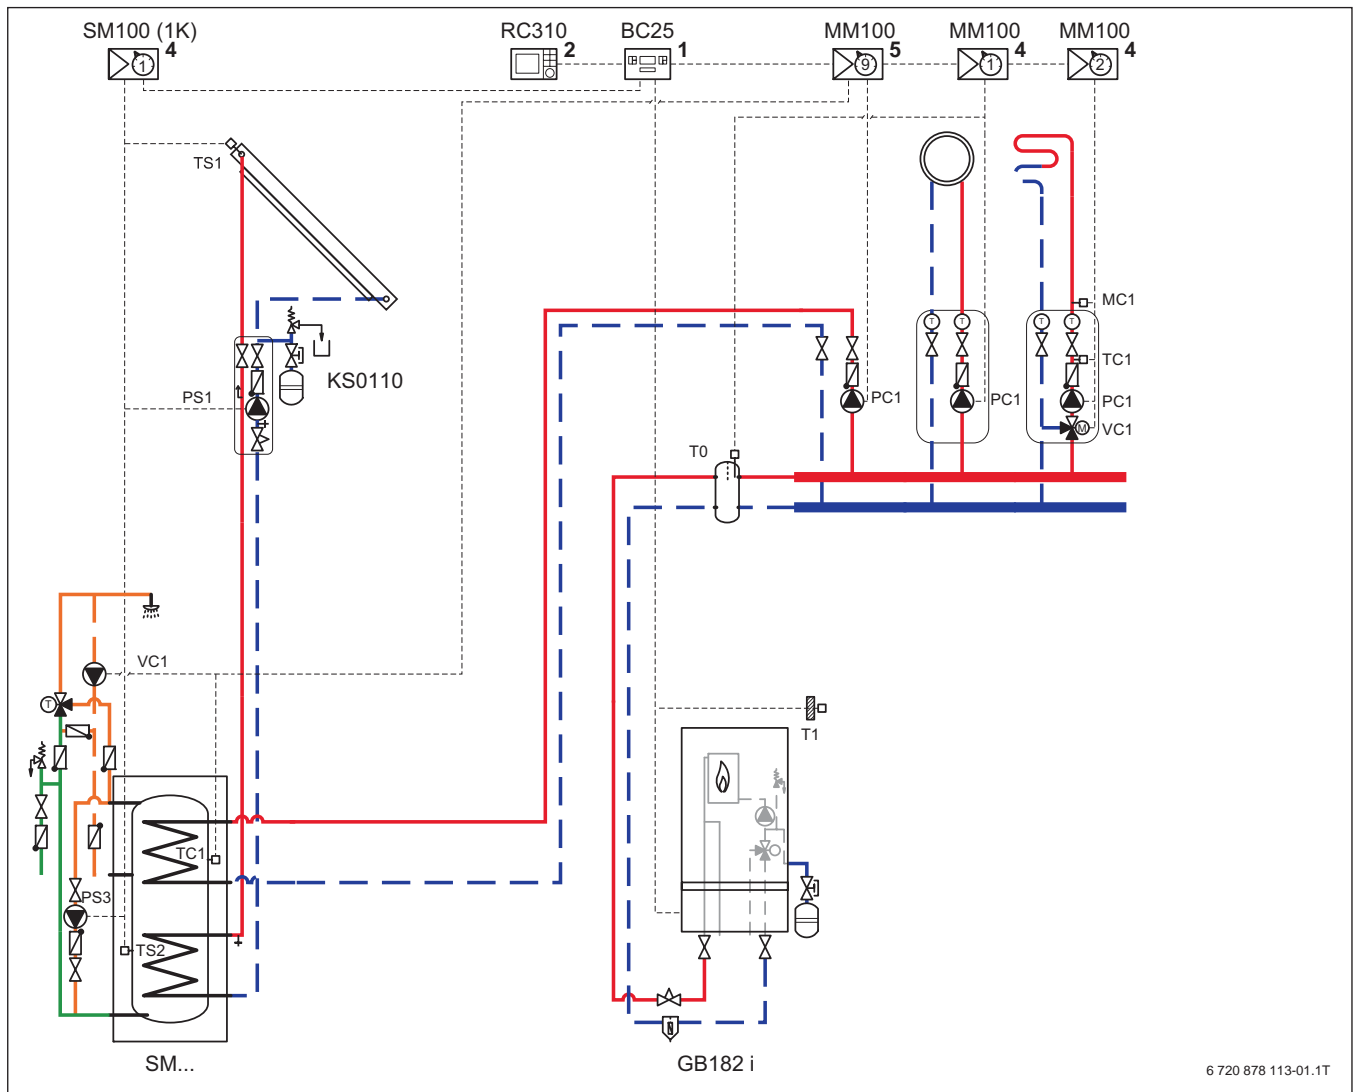 SM100 (1K)
4
RC310
2
BC25
1
MM100
5
MM100
4
MM100
4
1
9
1
2
TS1
MC1
T
T
T
T
TC1
KS0110
PS1
PC1
PC1
PC1
M
VC1
T0
VC1
T
T1
TC1
PS3
TS2
SM...
GB182 i
6 720 878 113-01.1T